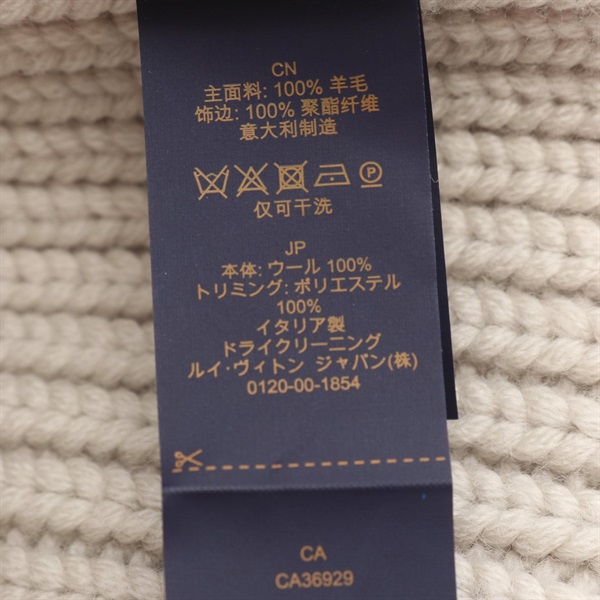 CN
主面料: 100% 羊毛
饰边: 100% 聚酯纤维
意大利制造
P
仅可干洗
JP
本体: ウール 100%
トリミング: ポリエステル
100%
イタリア製
ドライクリーニング
ルイ・ヴィトン ジャパン(株)
0120-00-1854
CA
CA36929